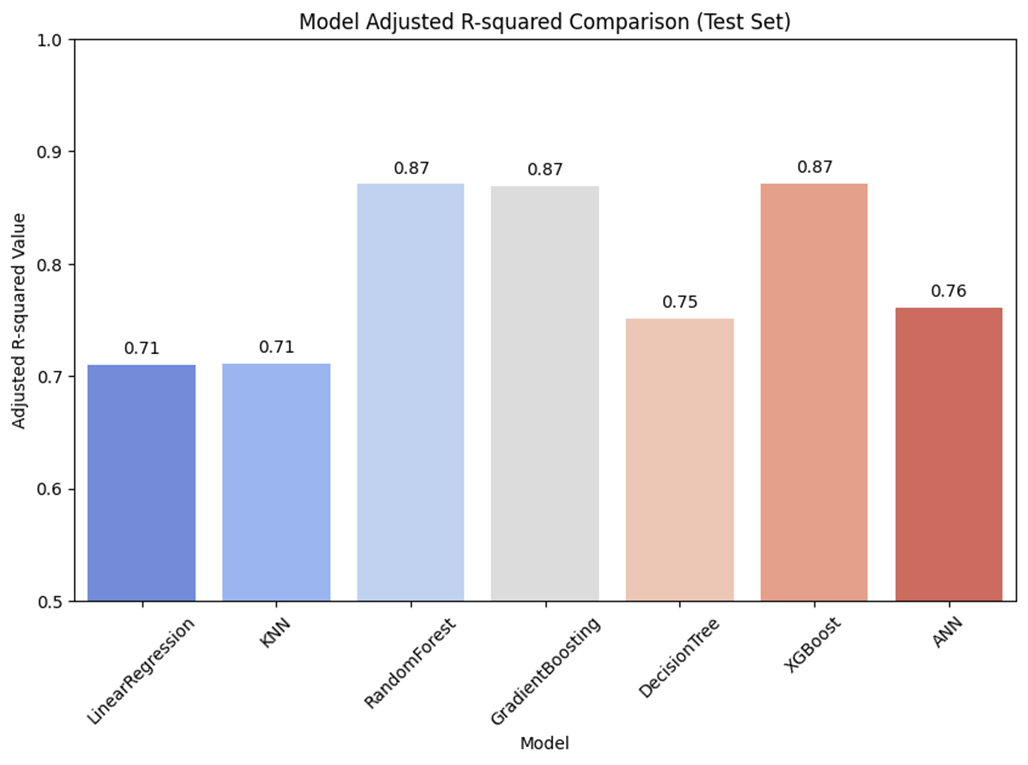 Model Adjusted R-squared Comparison (Test Set)
Adjusted R-squared Value
1.0
0.9
0.8
0.7
0.6
0.5
0.71
0.71
0.87
0.87
0.75
0.87
0.76
LinearRegression
KNN
RandomForest
GradientBoosting
DecisionTree
XGBoost
ANN
Model